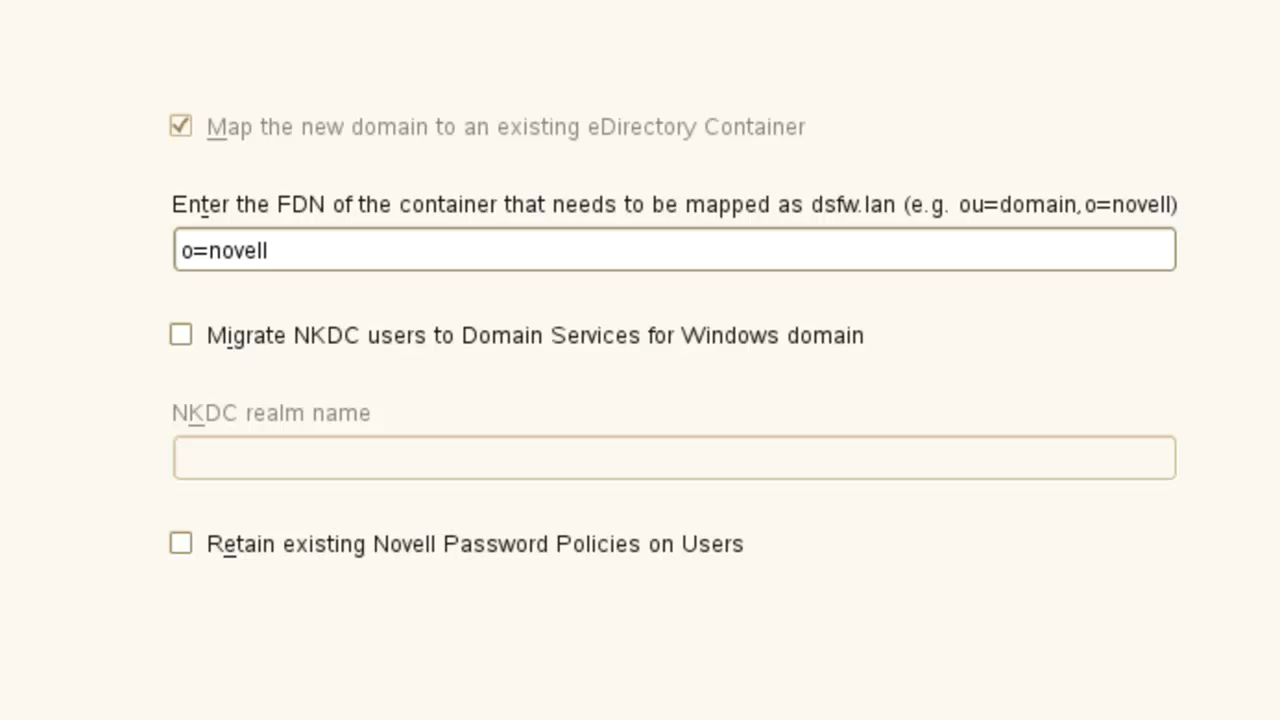 Map the new domain to an existing eDirectory Container
Enter the FDN of the container that needs to be mapped as dsfw.lan (e.g. ou=domain,o=novell)
o=novell
Migrate NKDC users to Domain Services for Windows domain
NKDC realm name
Retain existing Novell Password Policies on Users